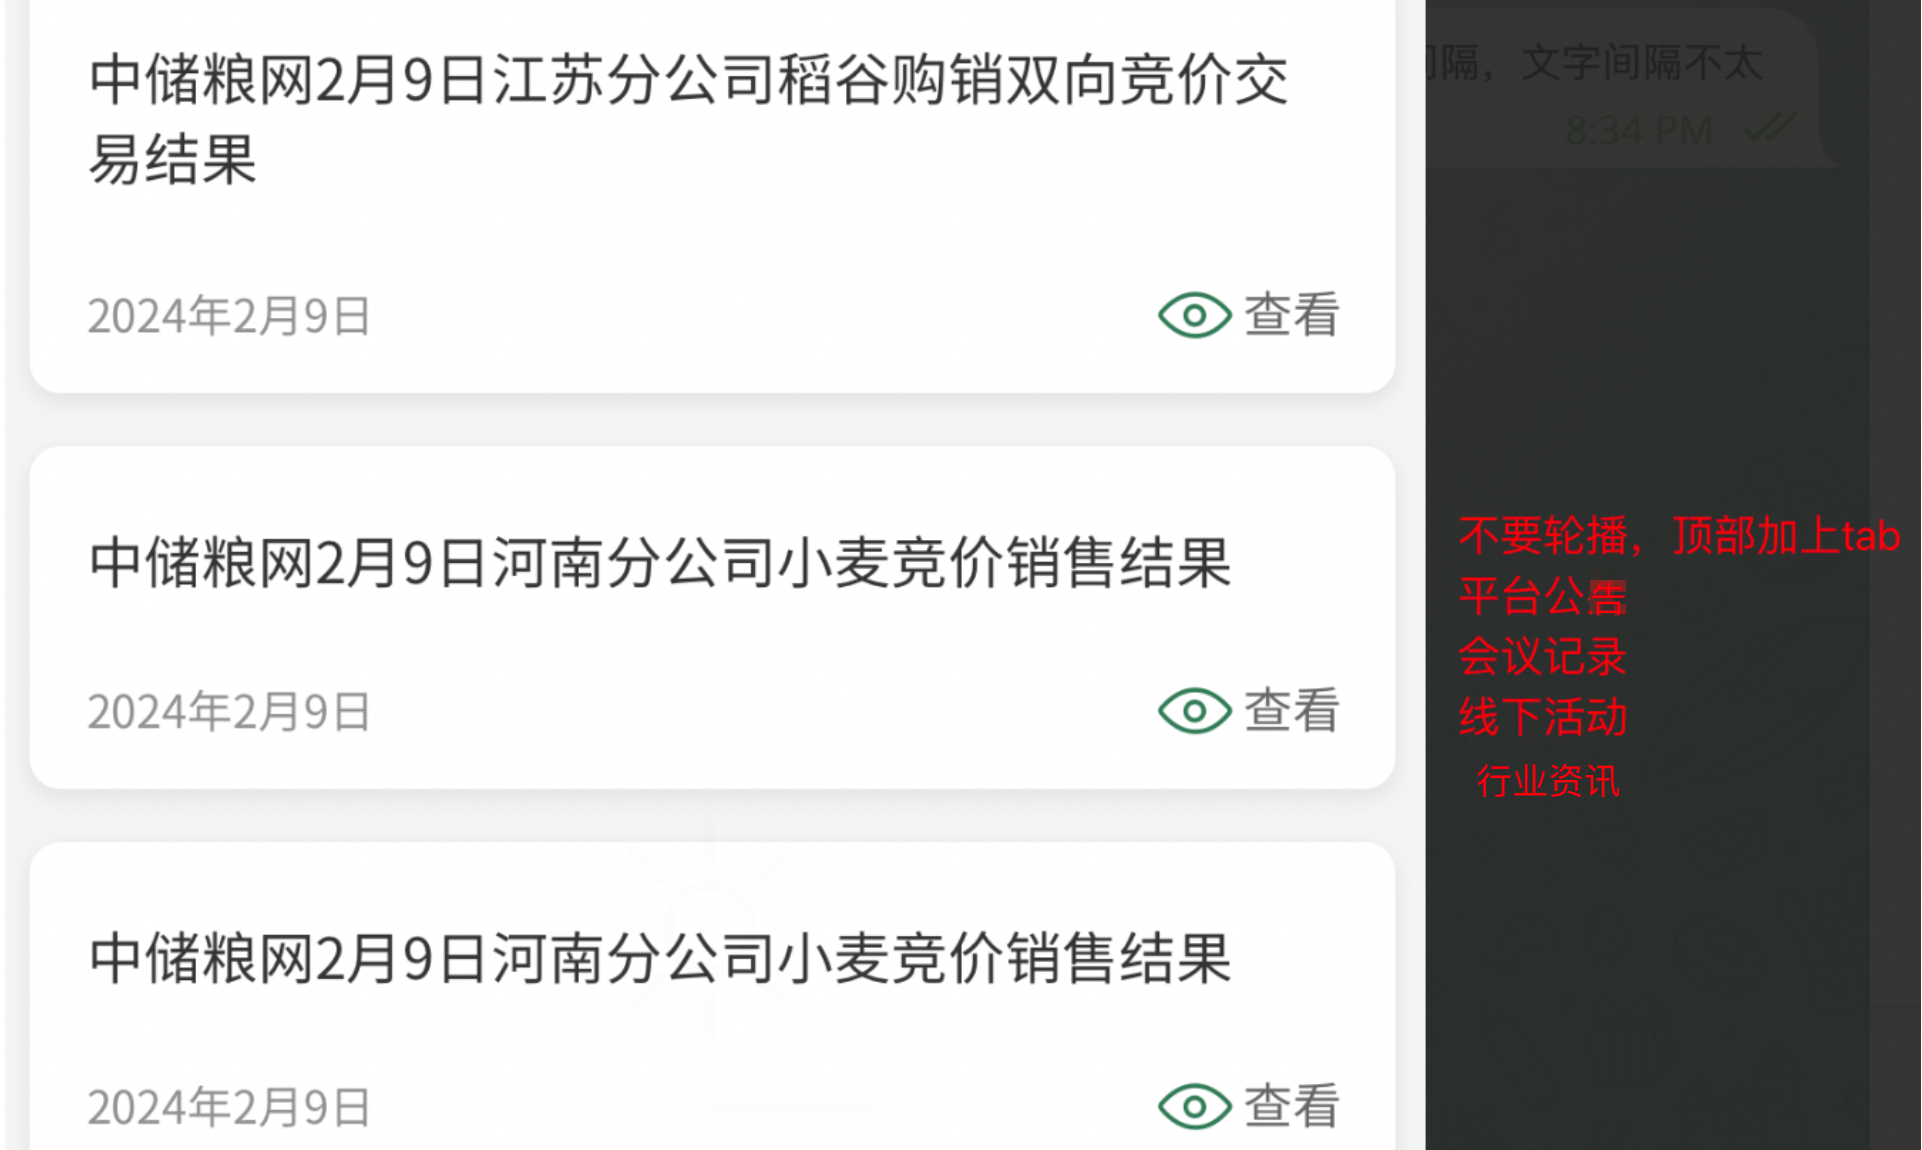 中储粮网2月9日江苏分公司稻谷购销双向竞价交
易结果
2024年2月9日
查看
中储粮网2月9日河南分公司小麦竞价销售结果
2024年2月9日
查看
中储粮网2月9日河南分公司小麦竞价销售结果
2024年2月9日
查看
隔，文字间隔不太
8:34 PM
不要轮播，顶部加上tab
平台公告
会议记录
线下活动
行业资讯